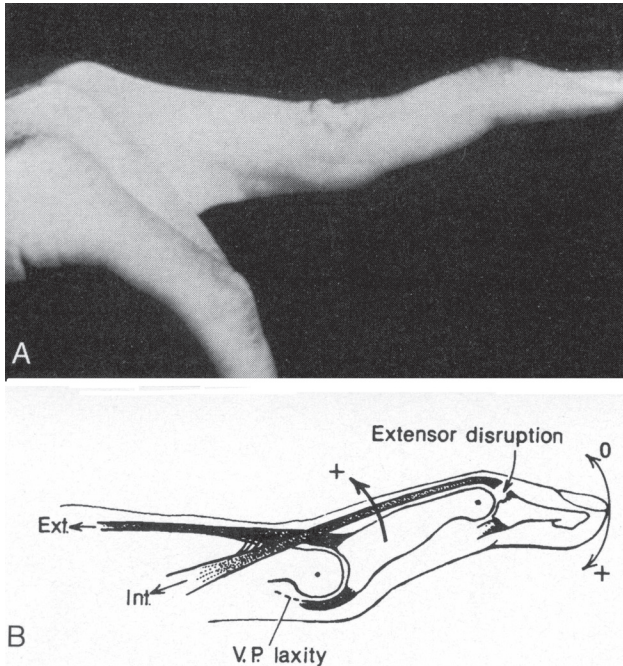 A
Extensor disruption
+
0
Ext.
+
Int.
B
V.P. laxity